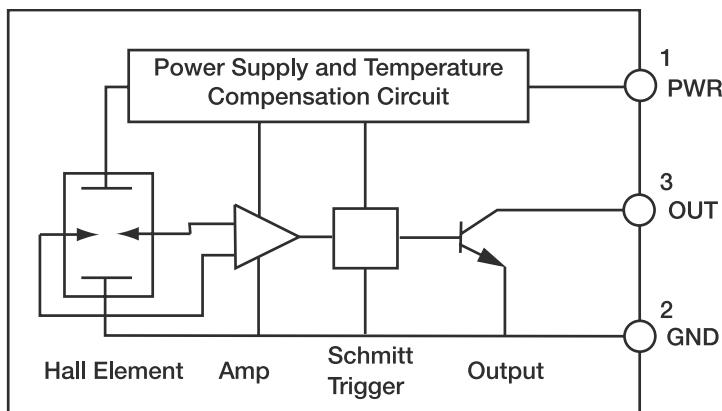 Power Supply and Temperature
Compensation Circuit
1
PWR
3
OUT
2
GND
Hall Element
Amp
Schmitt
Trigger
Output